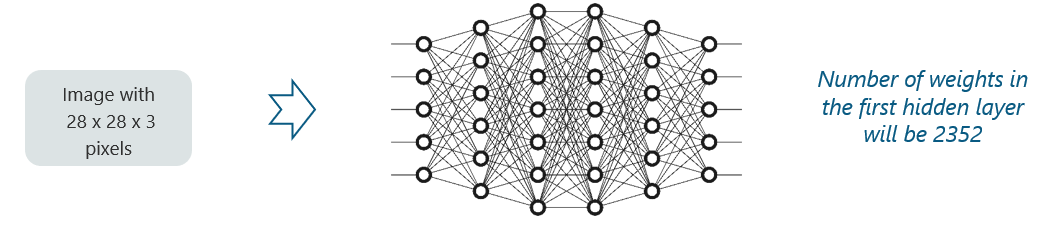 Image with
28 x 28 x 3
pixels
Number of weights in
the first hidden layer
will be 2352